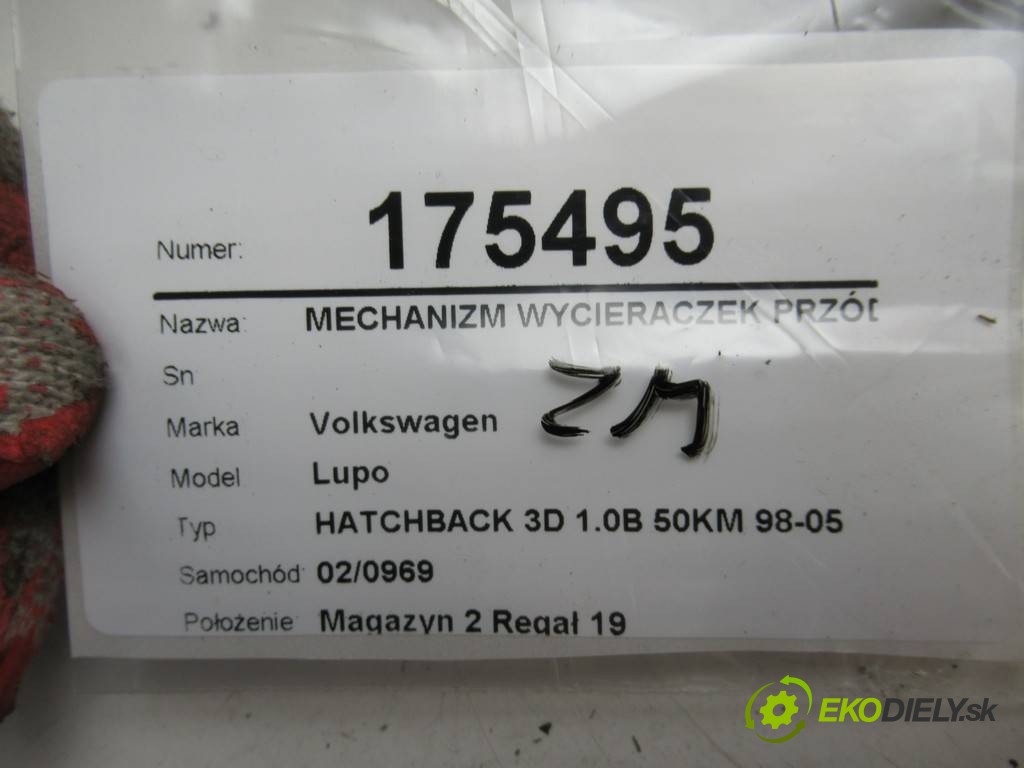 Numer: 175495
Nazwa: MECHANIZM WYCIERACZEK PRZÓD
Sn
ZM
Marka Volkswagen
Model Lupo
Typ HATCHBACK 3D 1.0B 50KM 98-05
Samochód 02/0969
Położenie Magazyn 2 Regał 19
EKODIELY.sk